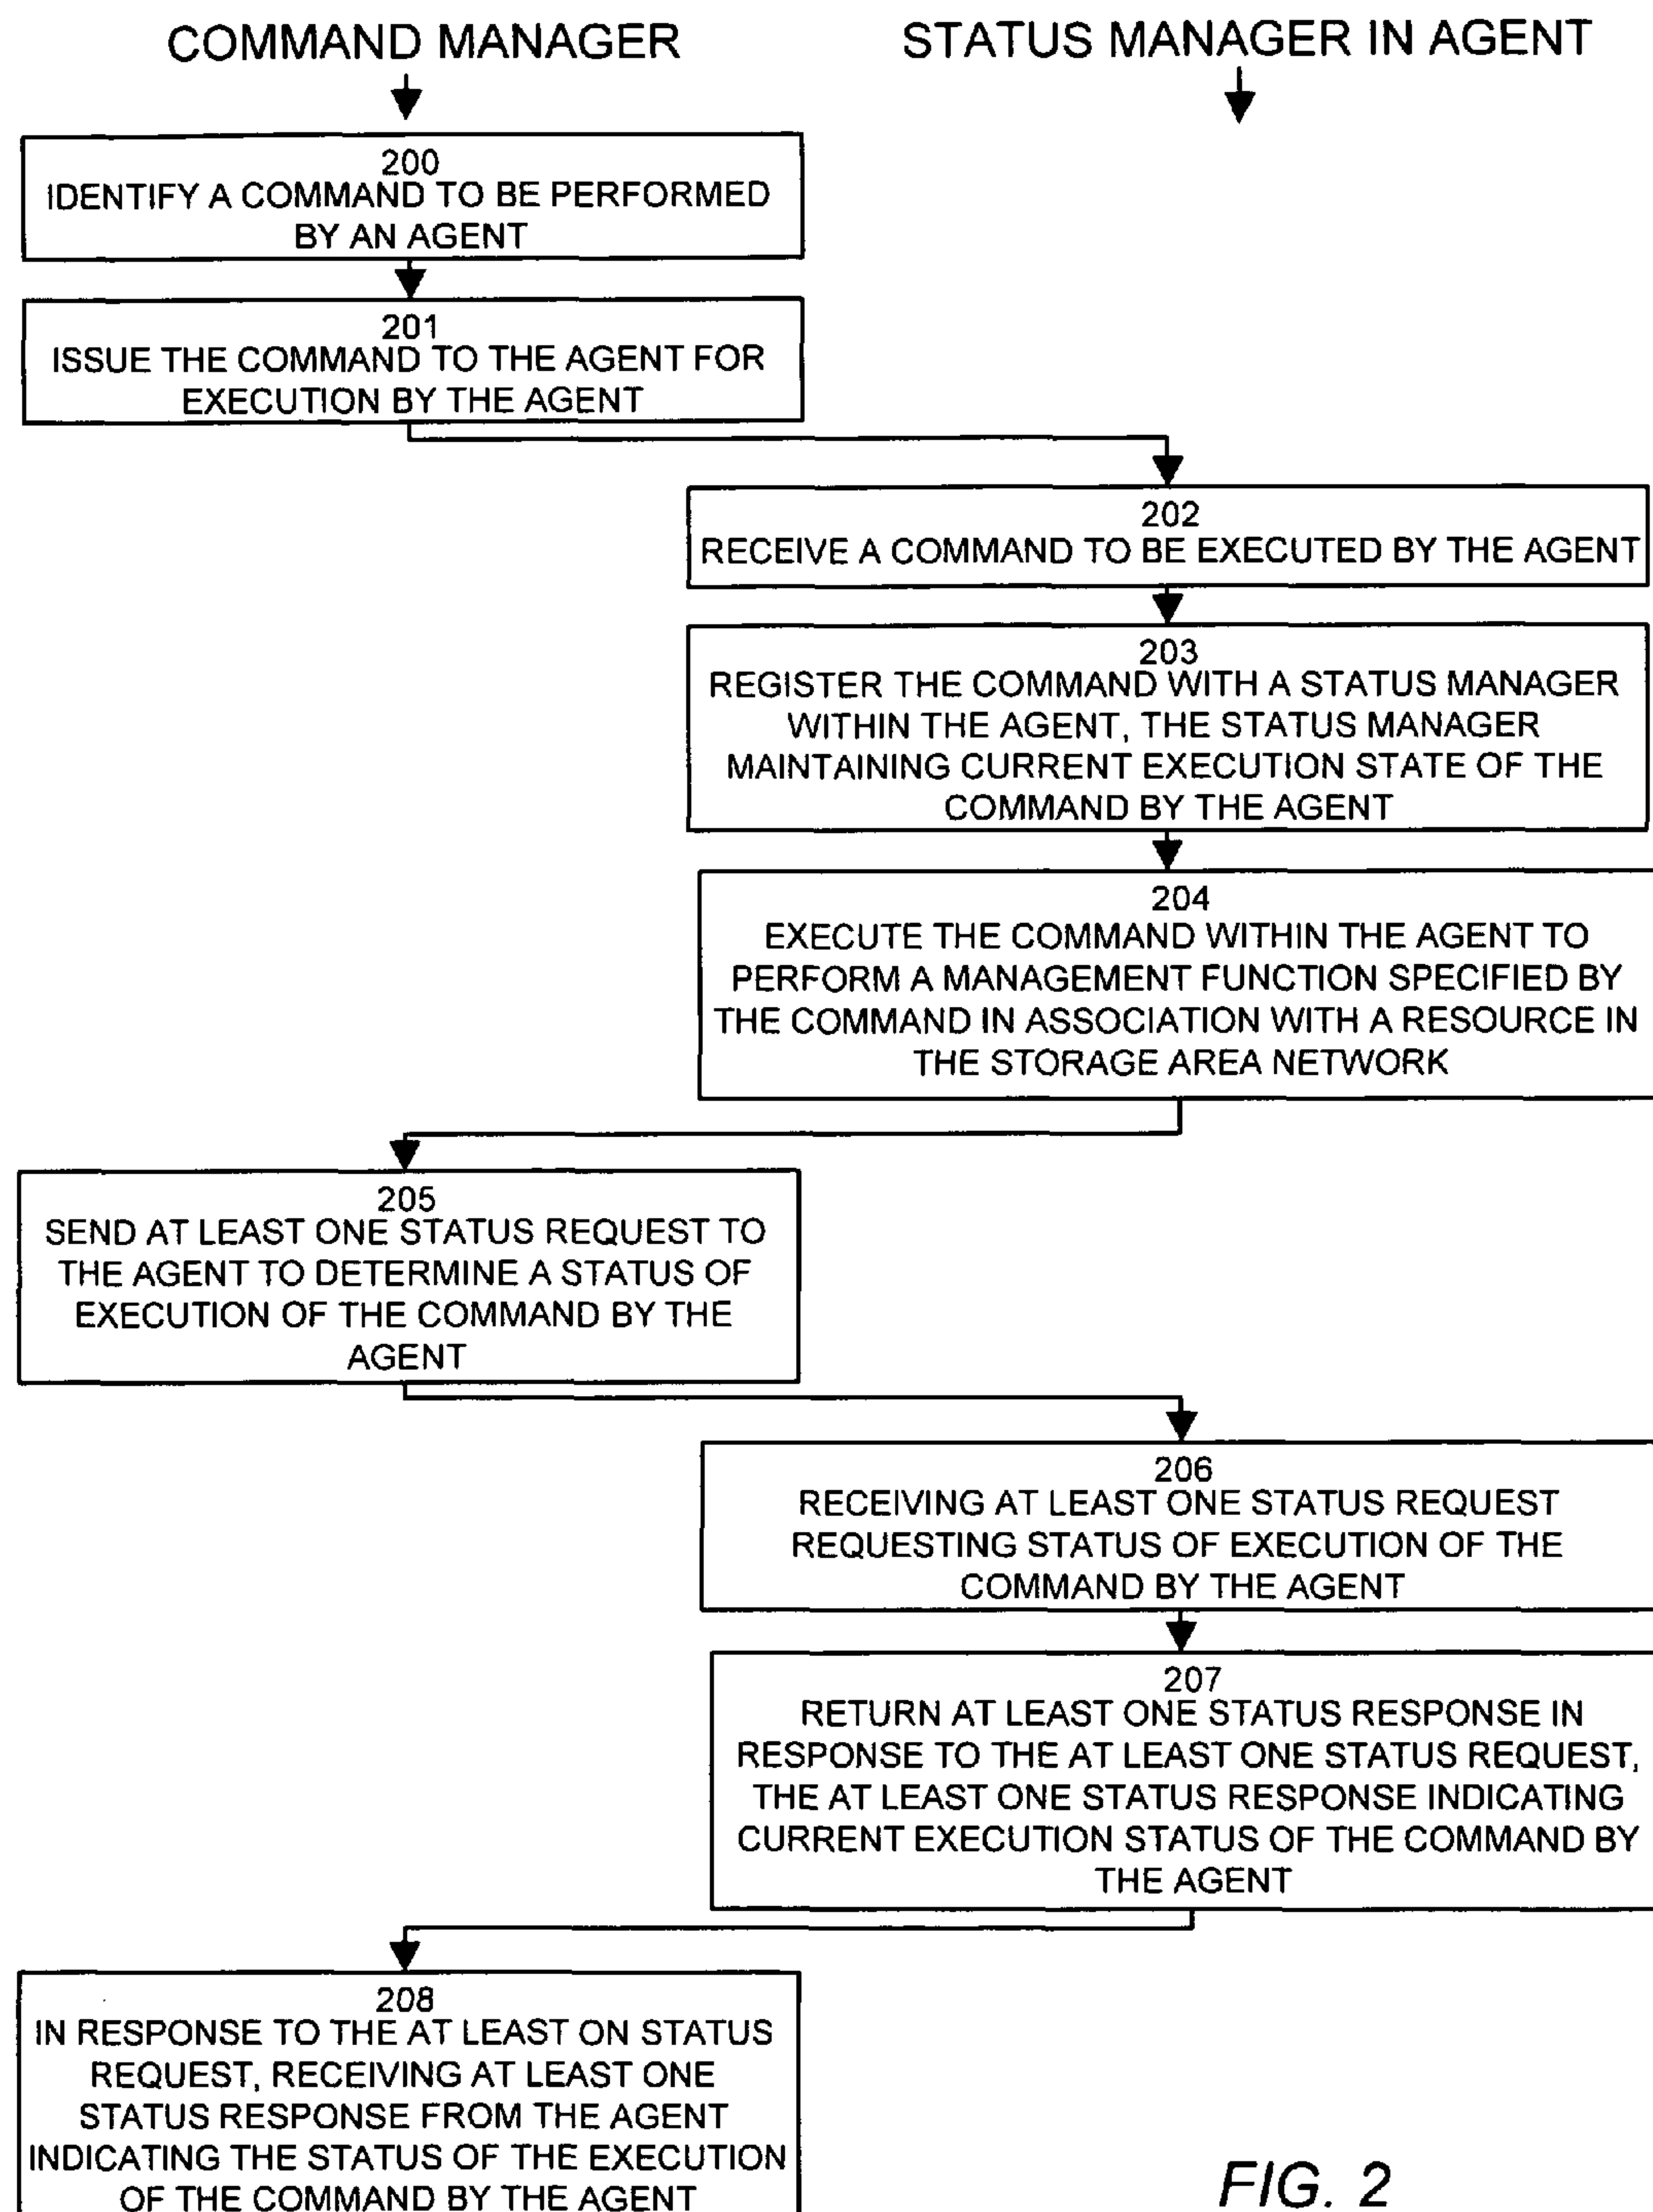 COMMAND MANAGER
STATUS MANAGER IN AGENT
200
IDENTIFY A COMMAND TO BE PERFORMED
BY AN AGENT
201
ISSUE THE COMMAND TO THE AGENT FOR
EXECUTION BY THE AGENT
202
RECEIVE A COMMAND TO BE EXECUTED BY THE AGENT
203
REGISTER THE COMMAND WITH A STATUS MANAGER
WITHIN THE AGENT, THE STATUS MANAGER
MAINTAINING CURRENT EXECUTION STATE OF THE
COMMAND BY THE AGENT
204
EXECUTE THE COMMAND WITHIN THE AGENT TO
PERFORM A MANAGEMENT FUNCTION SPECIFIED BY
THE COMMAND IN ASSOCIATION WITH A RESOURCE IN
THE STORAGE AREA NETWORK
205
SEND AT LEAST ONE STATUS REQUEST TO
THE AGENT TO DETERMINE A STATUS OF
EXECUTION OF THE COMMAND BY THE
AGENT
206
RECEIVING AT LEAST ONE STATUS REQUEST
REQUESTING STATUS OF EXECUTION OF THE
COMMAND BY THE AGENT
207
RETURN AT LEAST ONE STATUS RESPONSE IN
RESPONSE TO THE AT LEAST ONE STATUS REQUEST,
THE AT LEAST ONE STATUS RESPONSE INDICATING
CURRENT EXECUTION STATUS OF THE COMMAND BY
THE AGENT
208
IN RESPONSE TO THE AT LEAST ON STATUS
REQUEST, RECEIVING AT LEAST ONE
STATUS RESPONSE FROM THE AGENT
INDICATING THE STATUS OF THE EXECUTION
OF THE COMMAND BY THE AGENT
FIG. 2